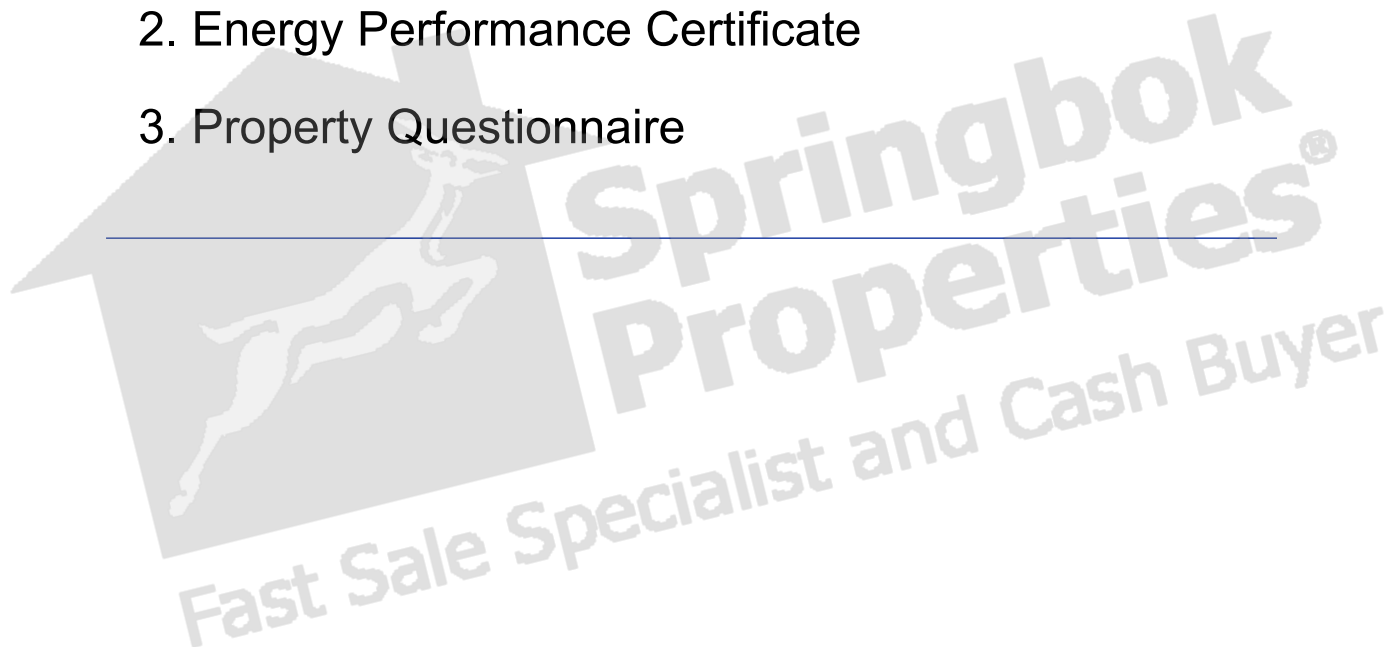 2. Energy Performance Certificate
3. Property Questionnaire
Springbok
Properties®
Fast Sale Specialist and Cash Buyer